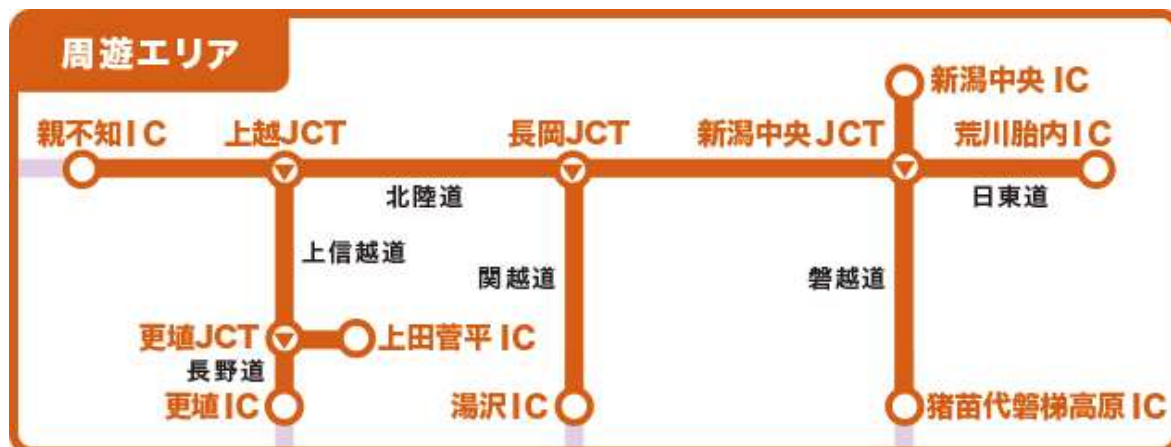 周遊エリア
新潟中央 IC
親不知IC
上越JCT
長岡JCT
新潟中央JCT
荒川胎内IC
北陸道
日東道
上信越道
関越道
磐越道
更埴JCT
上田菅平 IC
長野道
更埴IC
湯沢IC
猪苗代磐梯高原 IC